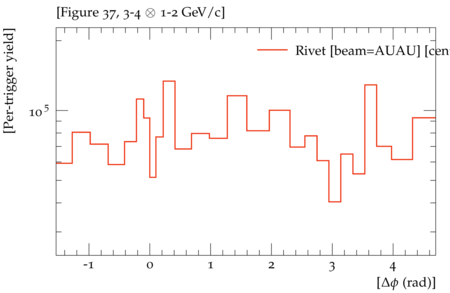 [Figure 37, 3-4 ⊗ 1-2 GeV/c]
[Per-trigger yield]
Rivet [beam=AUAU] [cen
10⁵
-1 0 1 2 3 4
[Δϕ (rad)]